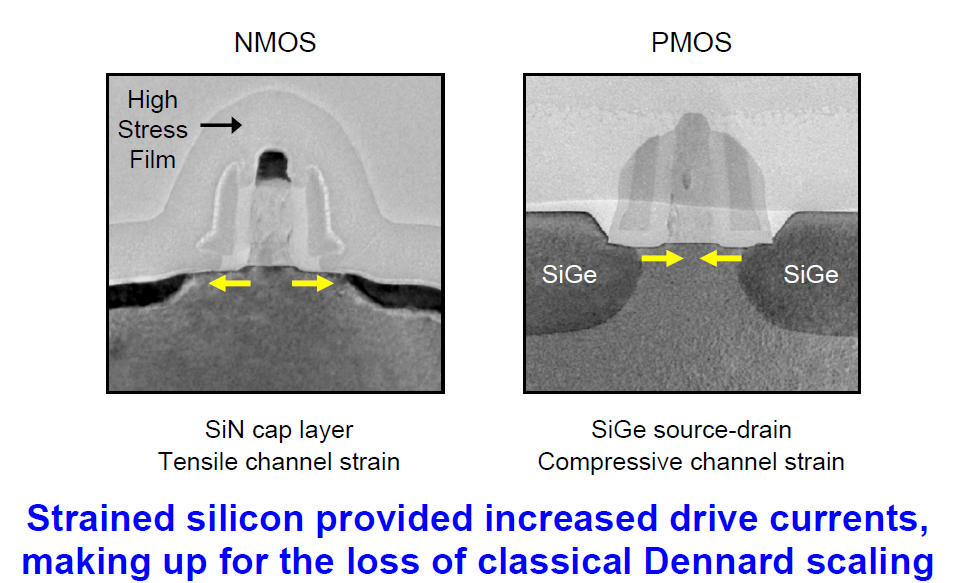 NMOS
PMOS
High
Stress
Film
SiGe
SiGe
SiN cap layer
Tensile channel strain
SiGe source-drain
Compressive channel strain
Strained silicon provided increased drive currents,
making up for the loss of classical Dennard scaling